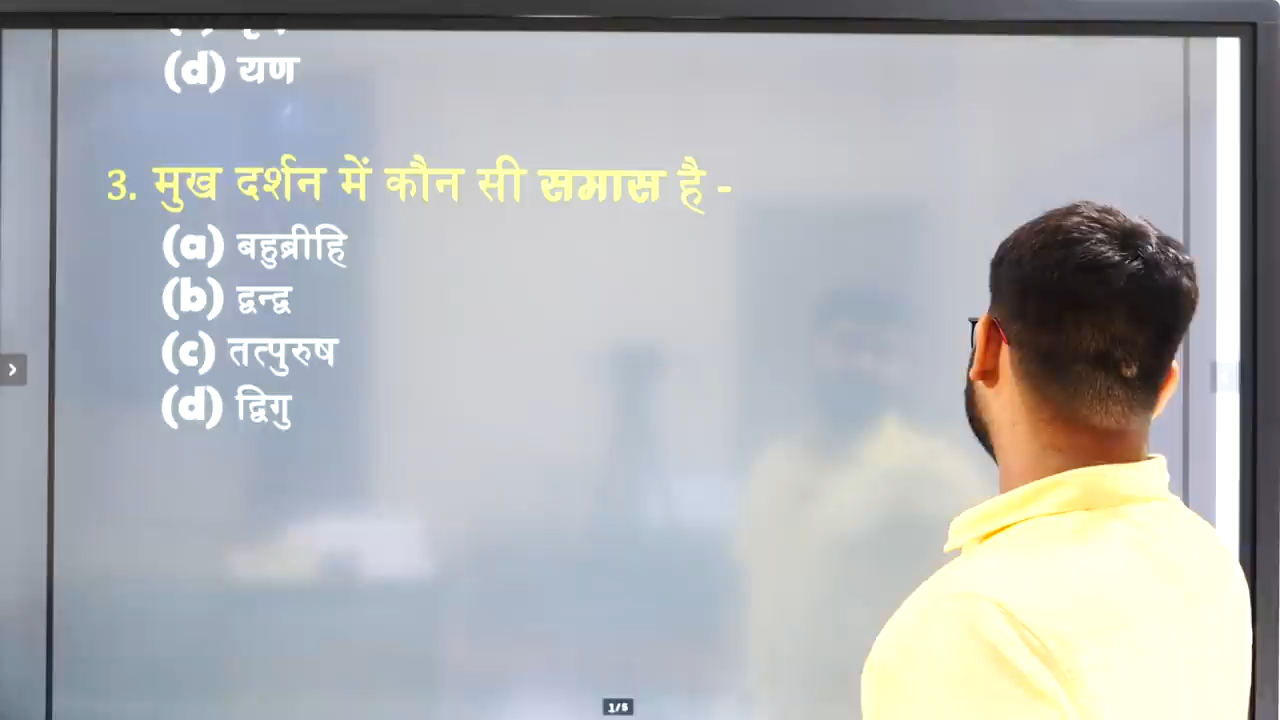 (d) यण
3. मुख दर्शन में कौन सी समास है -
(a) बहुब्रीहि
(b) द्वन्द्व
(c) तत्पुरुष
(d) द्विगु
1/5